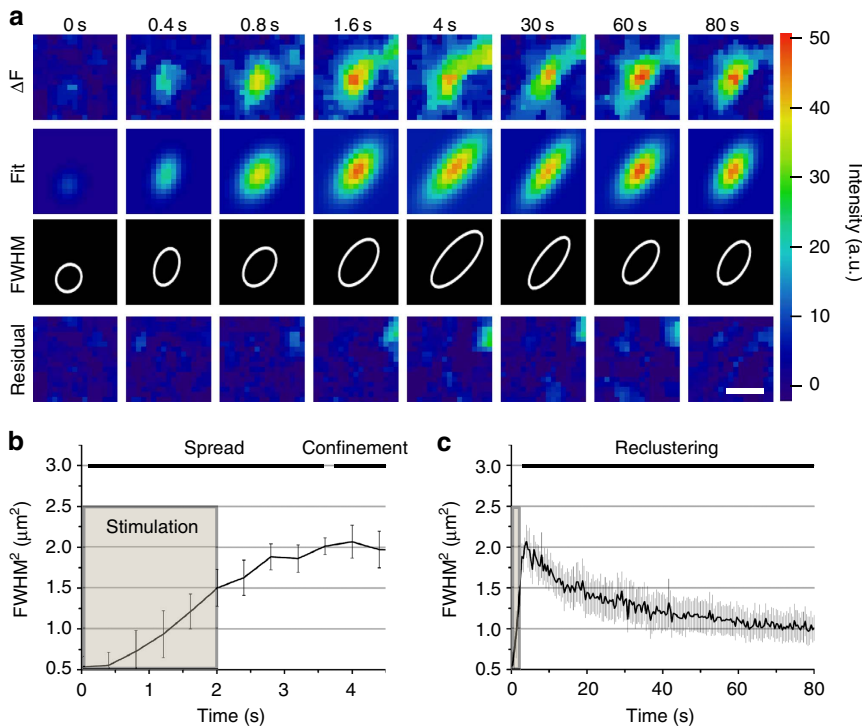 a
0 s 0.4 s 0.8 s 1.6 s 4 s 30 s 60 s 80 s
ΔF
Fit
FWHM
Residual
50
40
30
20
10
0
Intensity (a.u.)
b
Spread Confinement
3.0
2.5
2.0
1.5
1.0
0.5
FWHM² (μm²)
Stimulation
0 1 2 3 4
Time (s)
c
Reclustering
3.0
2.5
2.0
1.5
1.0
0.5
FWHM² (μm²)
0 20 40 60 80
Time (s)